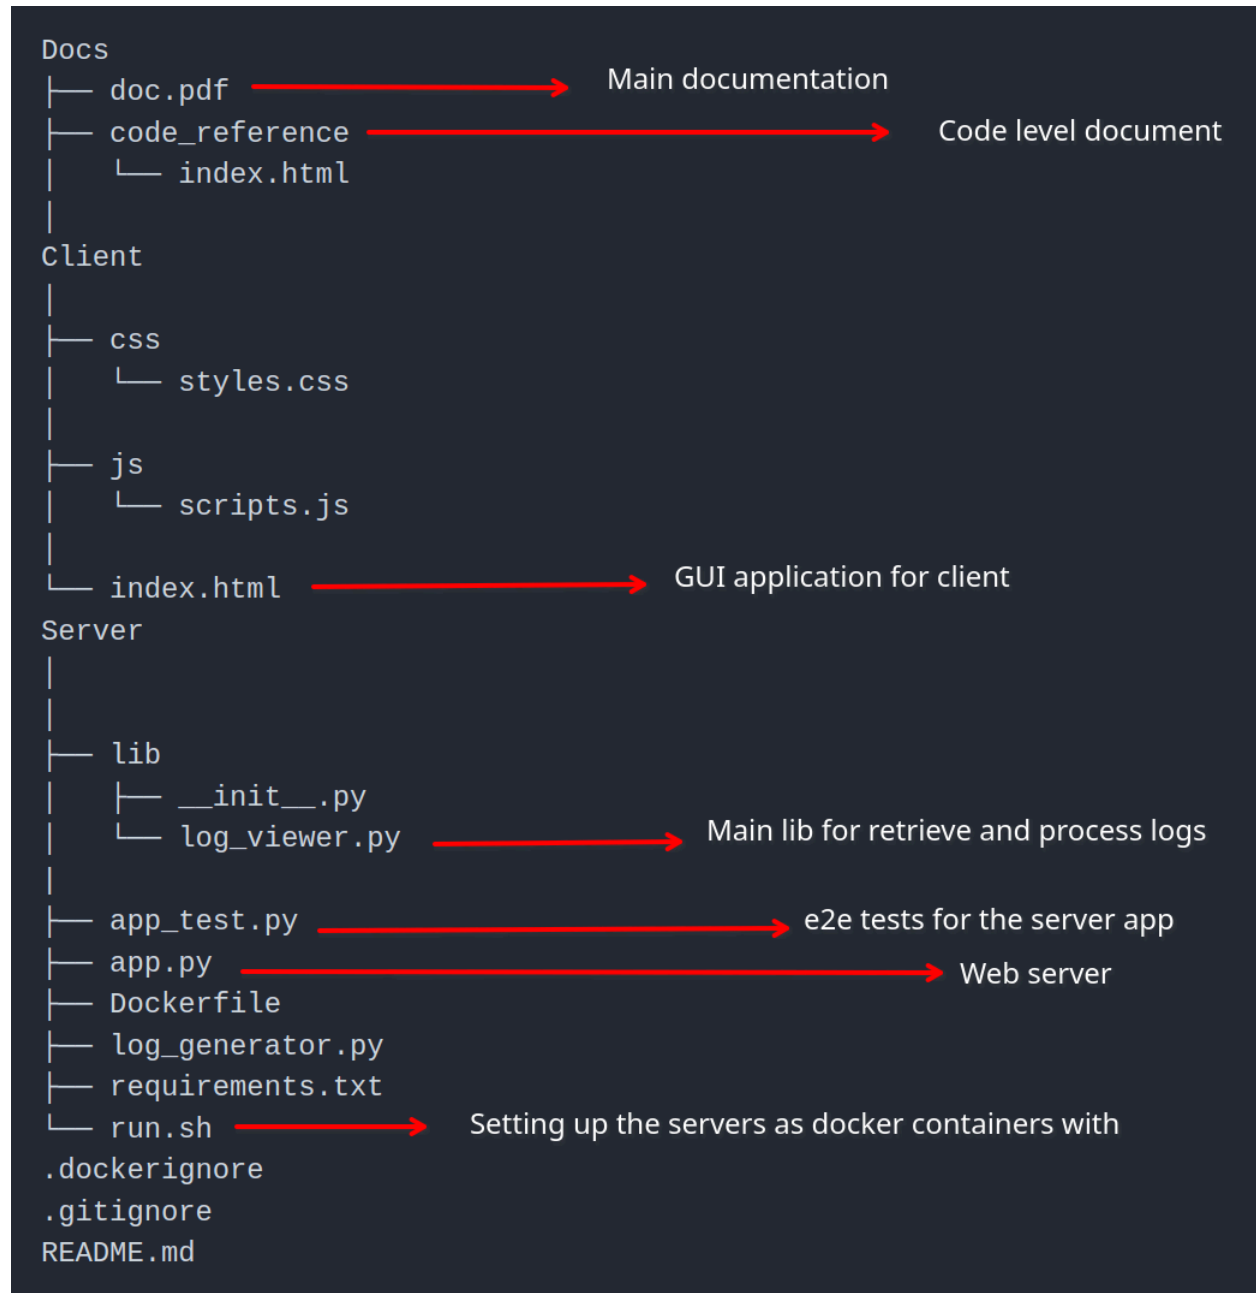 Docs
├── doc.pdf Main documentation
├── code_reference Code level document
│   └── index.html
│
Client
│
├── css
│   └── styles.css
│
├── js
│   └── scripts.js
│
└── index.html GUI application for client
Server
│
│
├── lib
│   ├── __init__.py
│   └── log_viewer.py Main lib for retrieve and process logs
|
├── app_test.py e2e tests for the server app
├── app.py Web server
├── Dockerfile
├── log_generator.py
├── requirements.txt
└── run.sh Setting up the servers as docker containers with
.dockerignore
.gitignore
README.md